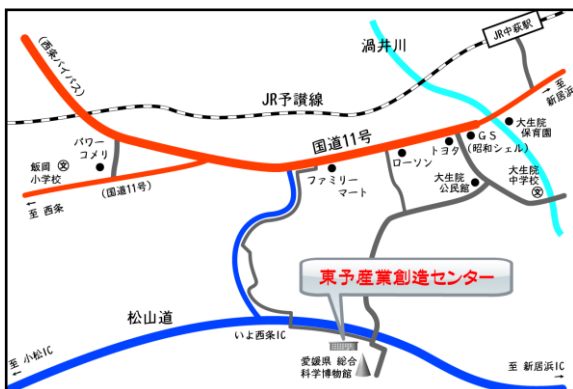 JR中萩駅
渦井川
(西条バイパス)
JR予讃線
至
新居浜
国道11号
大生院
保育園
GS
(昭和シェル)
トヨタ
ローソン
パワー
コメリ
飯岡
小学校
文
ファミリー
マート
大生院
公民館
大生院
中学校
文
(国道11号)
至 西条
東予産業創造センター
松山道
いよ西条IC
愛媛県 総合
科学博物館
至 小松IC
至 新居浜IC